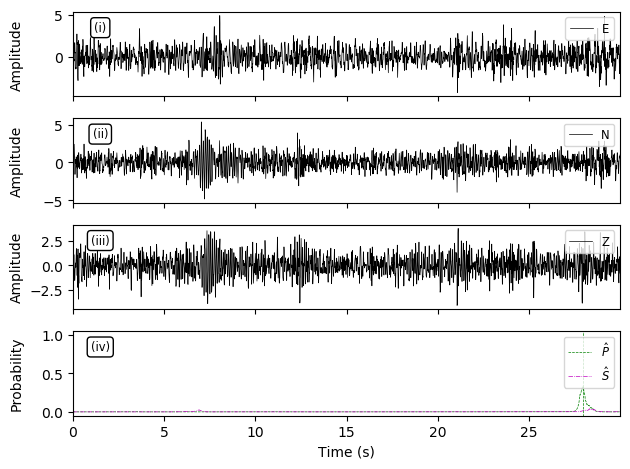 5
0
Amplitude
(i)
E
5
0
−5
Amplitude
(ii)
N
2.5
0.0
−2.5
Amplitude
(iii)
Z
1.0
0.5
0.0
Probability
(iv)
P̂
Ŝ
0 5 10 15 20 25
Time (s)